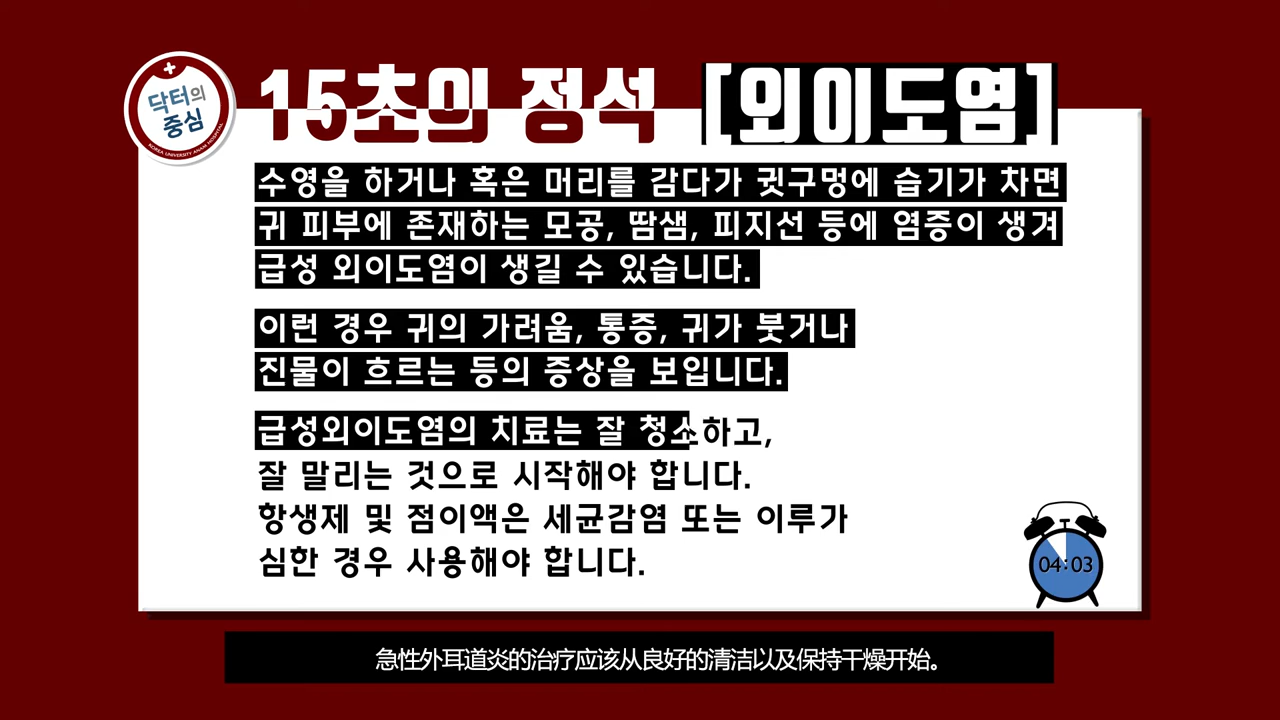 닥터의
중심
KOREA UNIVERSITY ANAM HOSPITAL
15초의 정석 [외이도염]
수영을 하거나 혹은 머리를 감다가 귓구멍에 습기가 차면
귀 피부에 존재하는 모공, 땀샘, 피지선 등에 염증이 생겨
급성 외이도염이 생길 수 있습니다.
이런 경우 귀의 가려움, 통증, 귀가 붓거나
진물이 흐르는 등의 증상을 보입니다.
급성외이도염의 치료는 잘 청소하고,
잘 말리는 것으로 시작해야 합니다.
항생제 및 점이액은 세균감염 또는 이루가
심한 경우 사용해야 합니다.
04:03
急性外耳道炎的治疗应该从良好的清洁以及保持干燥开始。